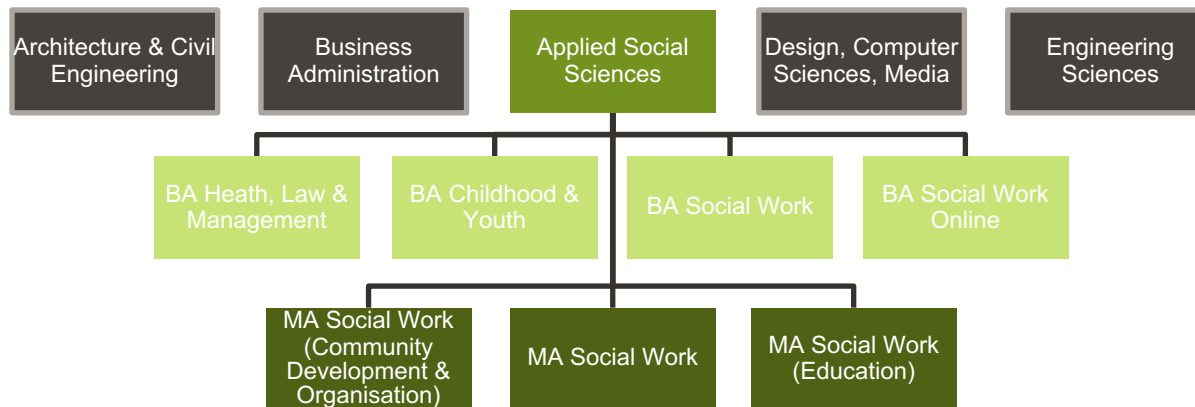 Architecture & Civil
Engineering
Business
Administration
Applied Social
Sciences
Design, Computer
Sciences, Media
Engineering
Sciences
BA Heath, Law &
Management
BA Childhood &
Youth
BA Social Work
BA Social Work
Online
MA Social Work
(Community
Development &
Organisation)
MA Social Work
MA Social Work
(Education)